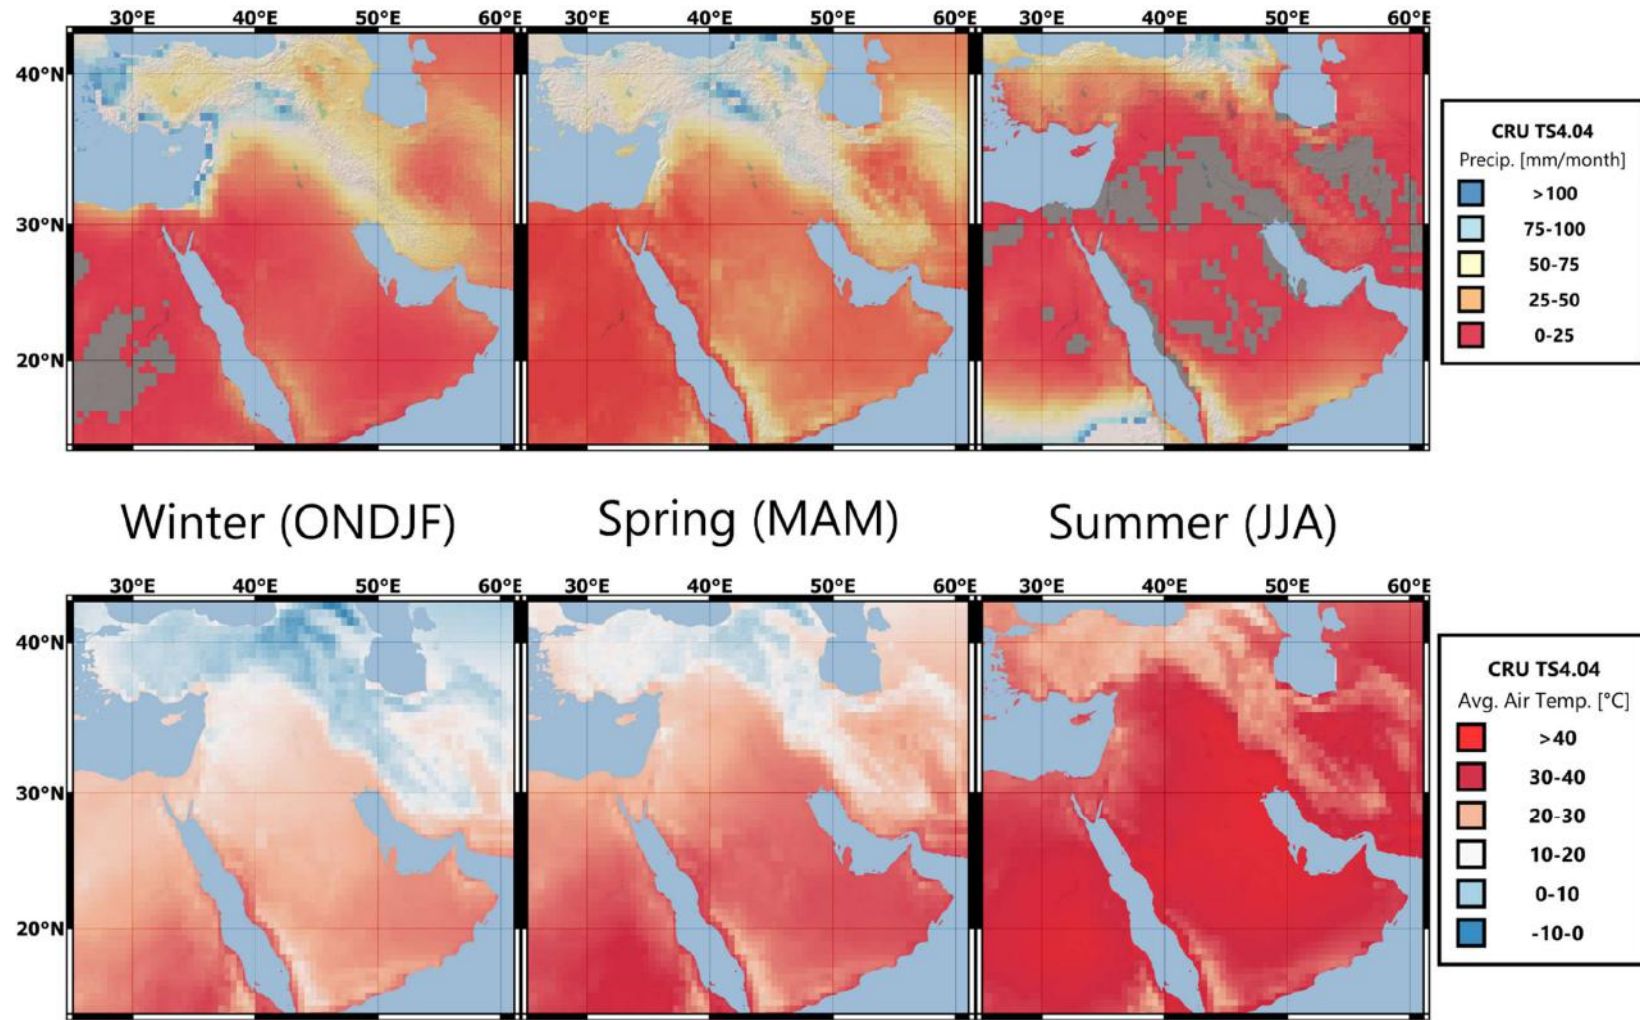 30°E 40°E 50°E 60°E 30°E 40°E 50°E 60°E 30°E 40°E 50°E 60°E
40°N
30°N
20°N
CRU TS4.04
Precip. [mm/month]
>100
75-100
50-75
25-50
0-25
Winter (ONDJF) Spring (MAM) Summer (JJA)
30°E 40°E 50°E 60°E 30°E 40°E 50°E 60°E 30°E 40°E 50°E 60°E
40°N
30°N
20°N
CRU TS4.04
Avg. Air Temp. [°C]
>40
30-40
20-30
10-20
0-10
-10-0